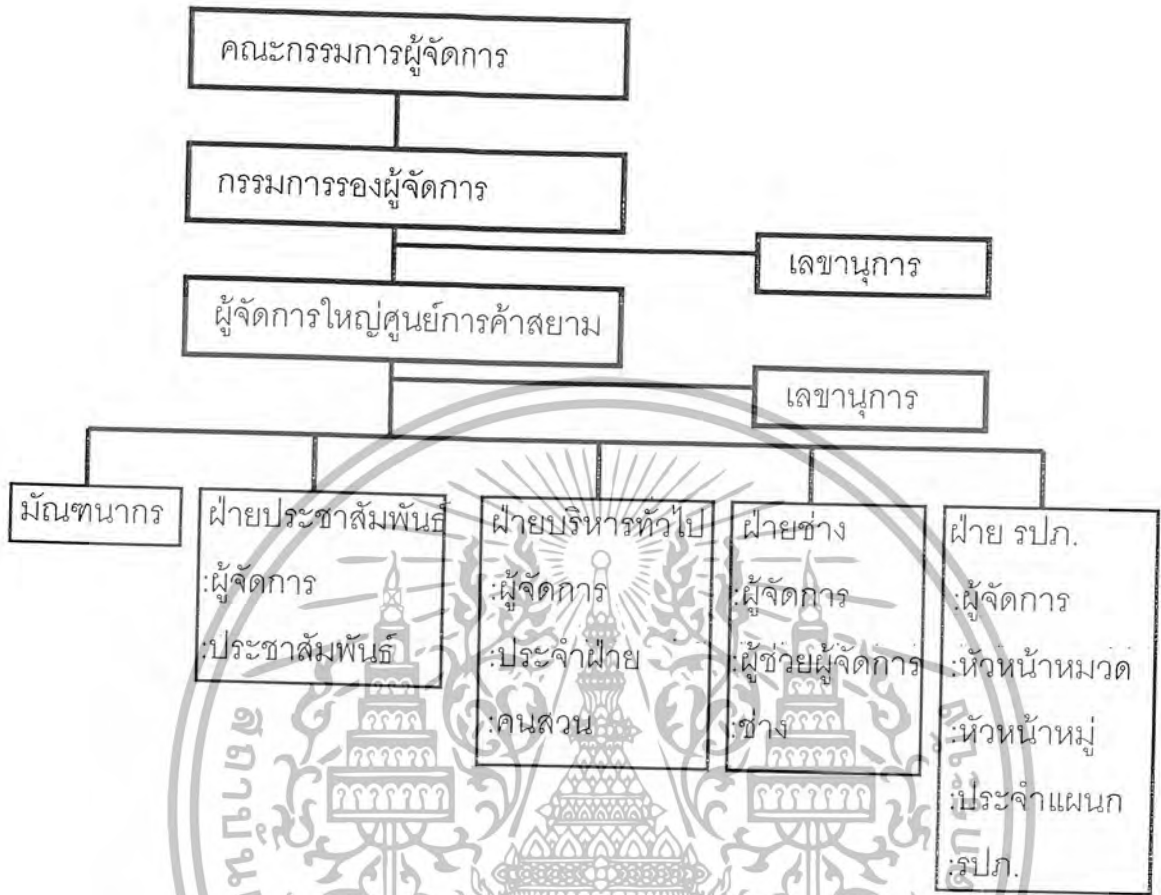 คณะกรรมการผู้จัดการ
กรรมการรองผู้จัดการ
เลขานุการ
ผู้จัดการใหญ่ศูนย์การค้าสยาม
เลขานุการ
มัณฑนากร
ฝ่ายประชาสัมพันธ์
:ผู้จัดการ
:ประชาสัมพันธ์
ฝ่ายบริหารทั่วไป
:ผู้จัดการ
:ประจำฝ่าย
:คนสวน
ฝ่ายช่าง
:ผู้จัดการ
:ผู้ช่วยผู้จัดการ
:ช่าง
ฝ่าย รปภ.
:ผู้จัดการ
:หัวหน้าหมวด
:หัวหน้าหมู่
:ประจำแผนก
:รปภ.